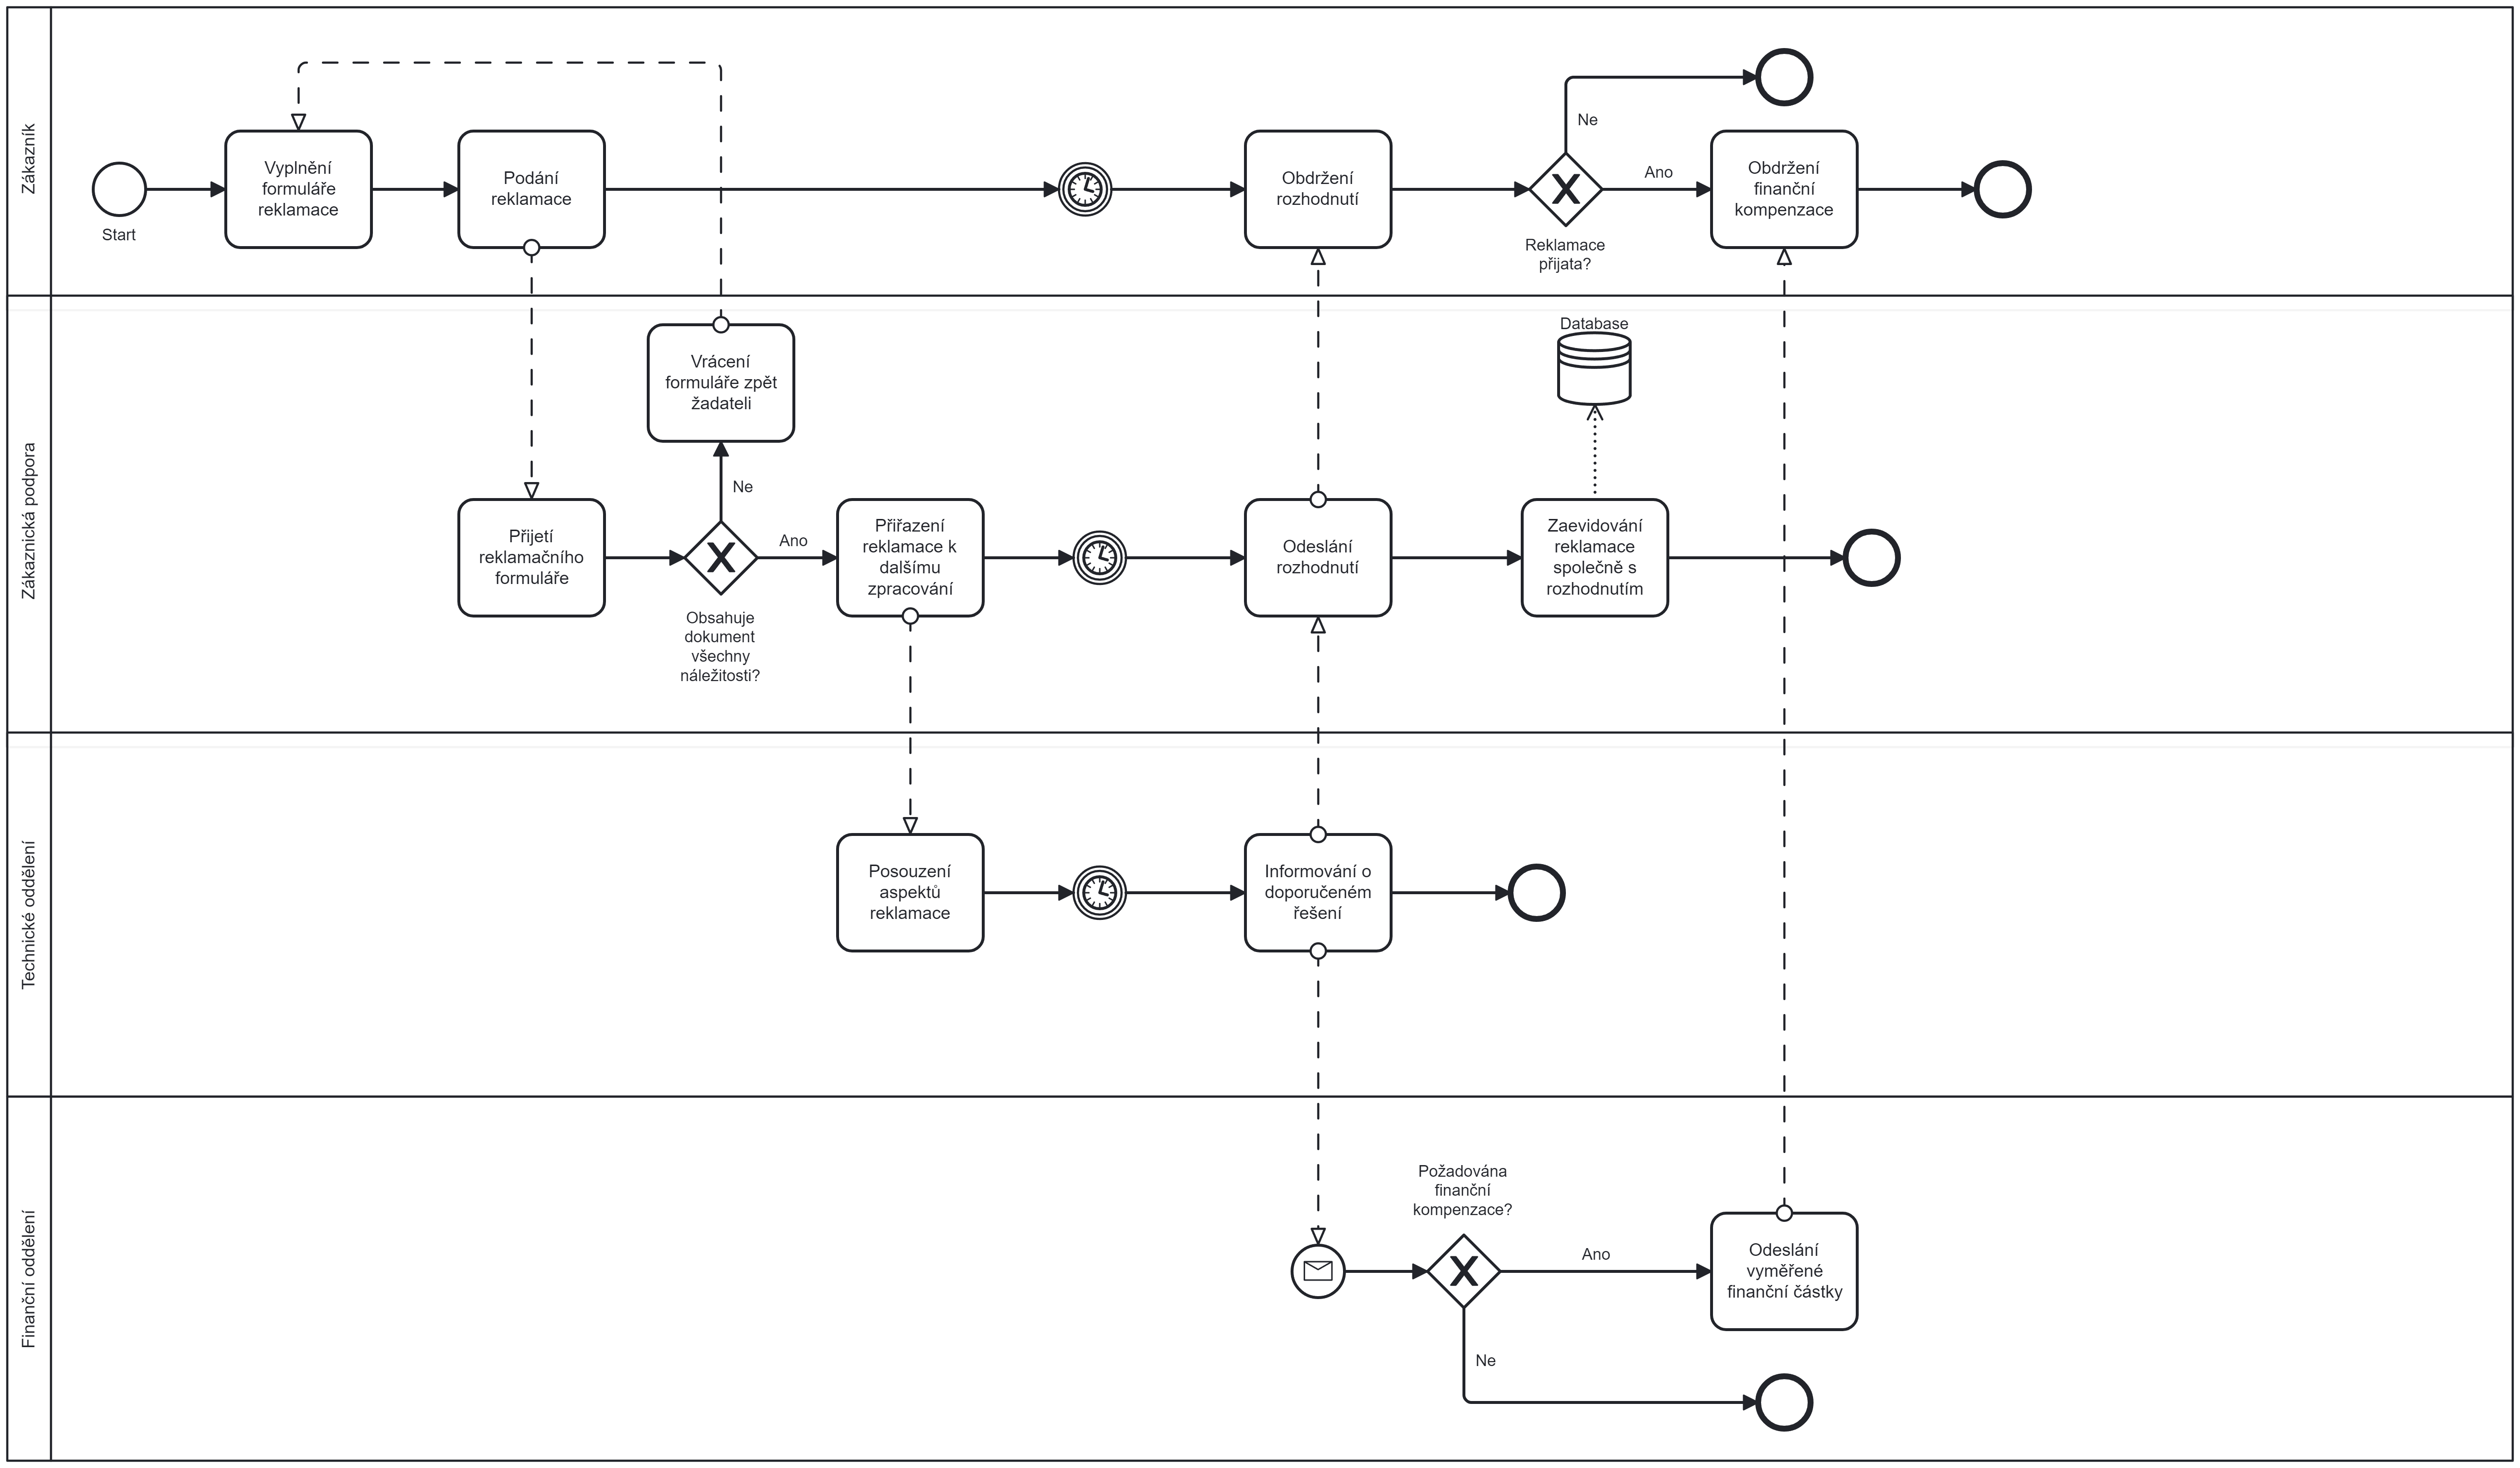 Zákazník
Start
Vyplnění
formuláře
reklamace
Podání
reklamace
Obdržení
rozhodnutí
Ne
Ano
Reklamace
přijata?
Obdržení
finanční
kompenzace
Zákaznická podpora
Vrácení
formuláře zpět
žadateli
Database
Přijetí
reklamačního
formuláře
Ne
Ano
Obsahuje
dokument
všechny
náležitosti?
Přiřazení
reklamace k
dalšímu
zpracování
Odeslání
rozhodnutí
Zaevidování
reklamace
společně s
rozhodnutím
Technické oddělení
Posouzení
aspektů
reklamace
Informování o
doporučeném
řešení
Finanční oddělení
Požadována
finanční
kompenzace?
Ano
Ne
Odeslání
vyměřené
finanční částky